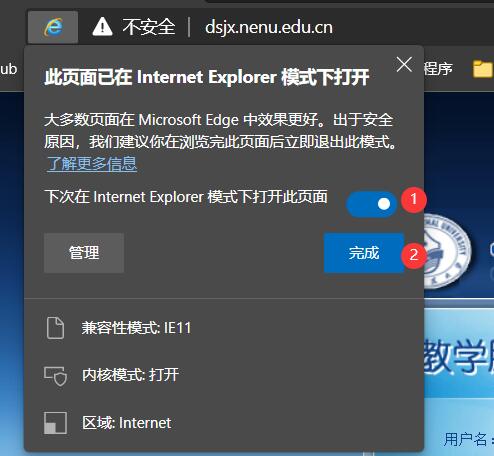 不安全 dsjx.nenu.edu.cn
ub
程序
此页面已在 Internet Explorer 模式下打开
大多数页面在 Microsoft Edge 中效果更好。出于安全
原因，我们建议你在浏览完此页面后立即退出此模式。
了解更多信息
下次在 Internet Explorer 模式下打开此页面
1
管理
完成
2
兼容性模式: IE11
教学
内核模式: 打开
区域: Internet
用户名：